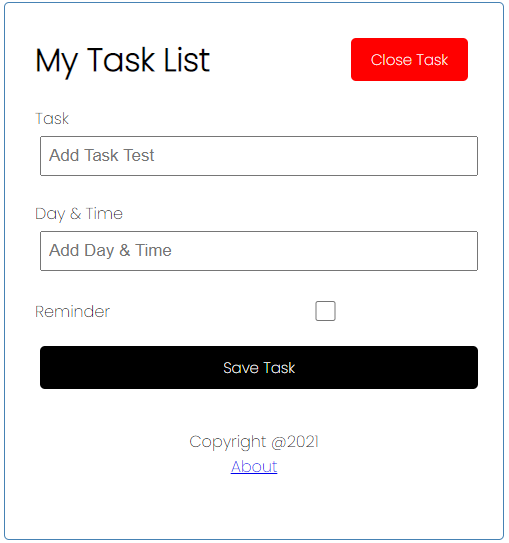 My Task List
Close Task
Task
Add Task Test
Day & Time
Add Day & Time
Reminder
Save Task
Copyright @2021
About